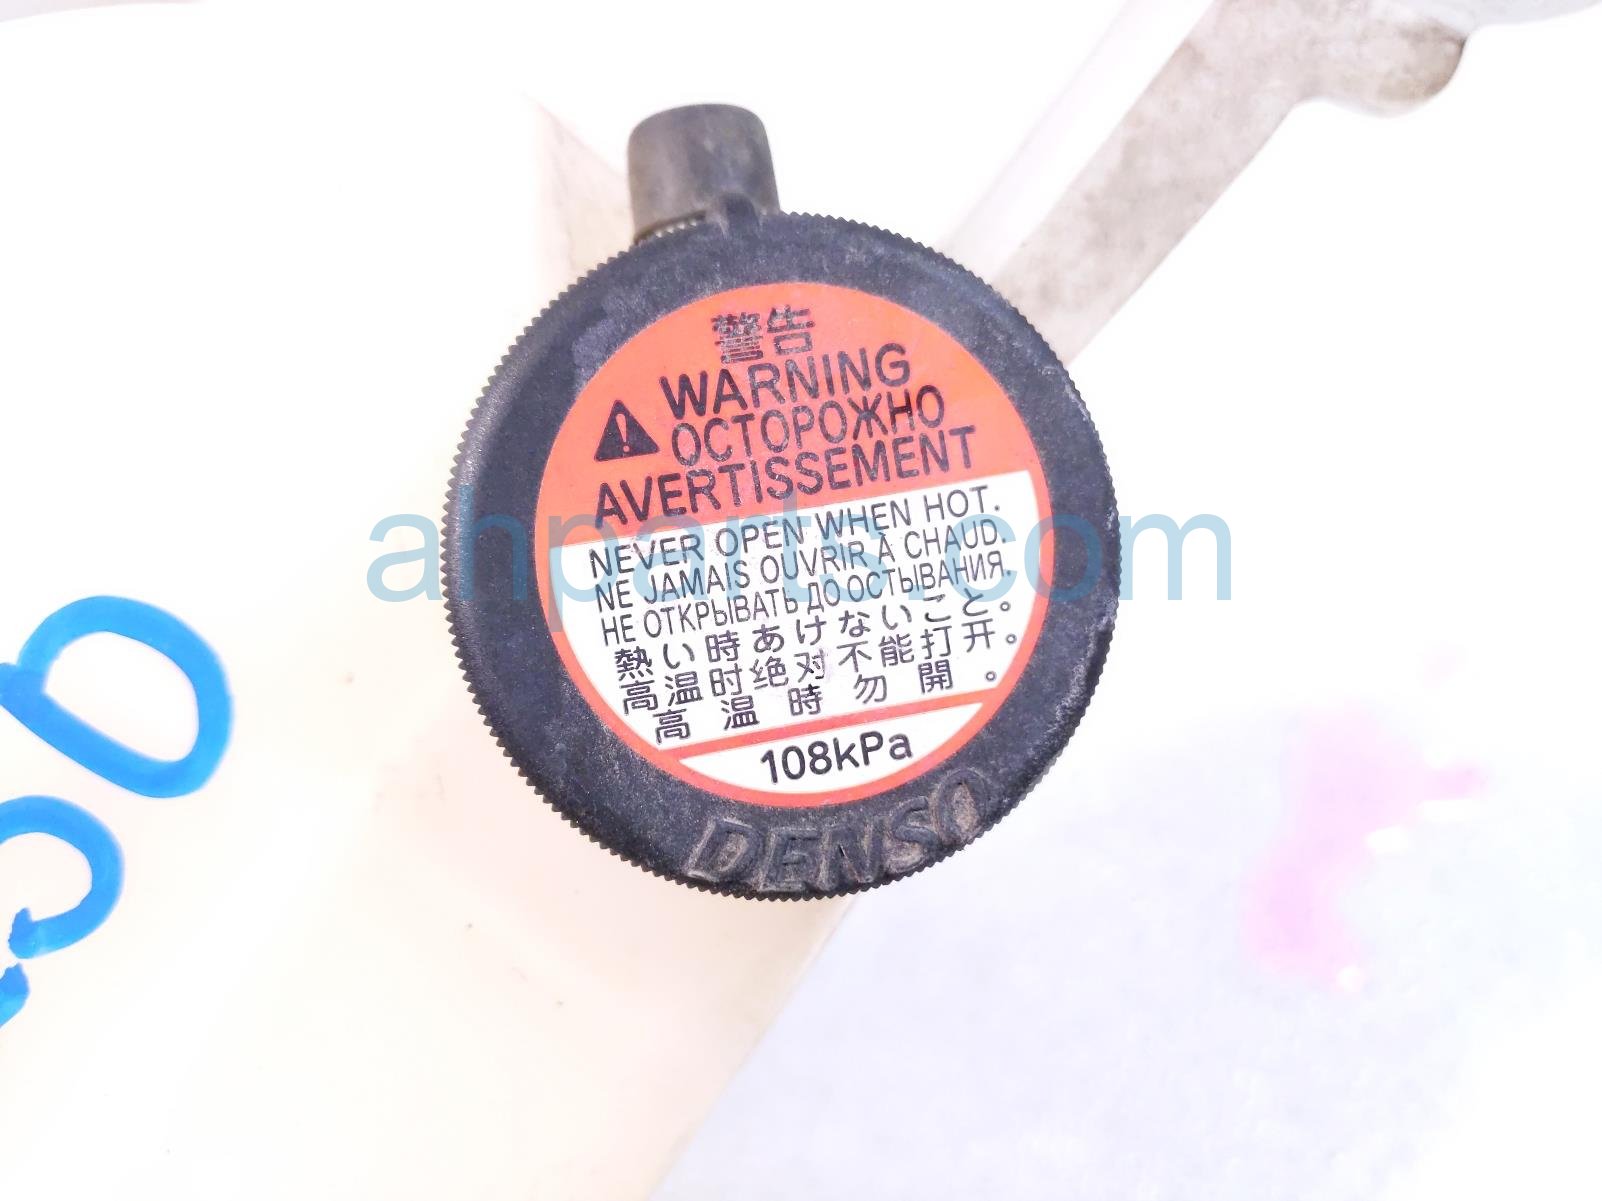 警告
WARNING
ОСТОРОЖНО
AVERTISSEMENT
NEVER OPEN WHEN HOT.
NE JAMAIS OUVRIR À CHAUD.
НЕ ОТКРЫВАТЬ ДО ОСТЫВАНИЯ.
熱い時あけないこと。
高温时绝对不能打开。
高温時勿開。
108kPa
DENSO
ahparts.com